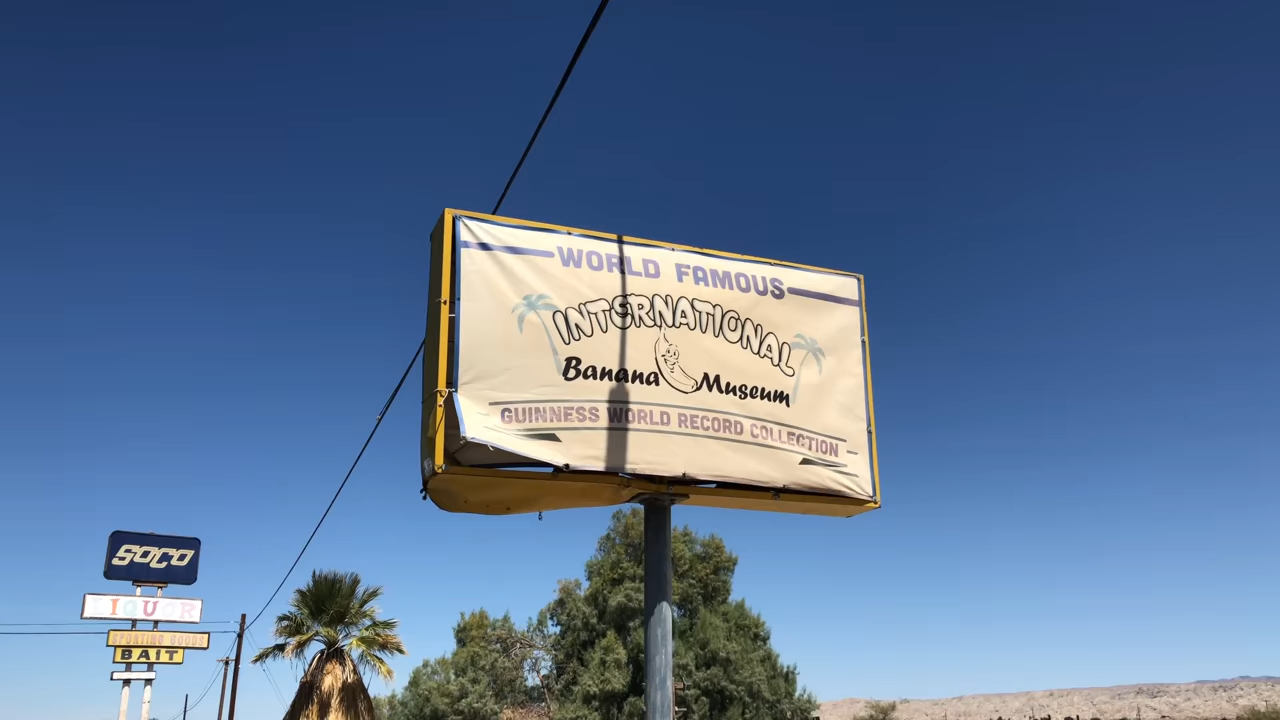 WORLD FAMOUS
INTERNATIONAL
Banana Museum
GUINNESS WORLD RECORD COLLECTION
SOCO
LIQUOR
SPORTING GOODS
BAIT